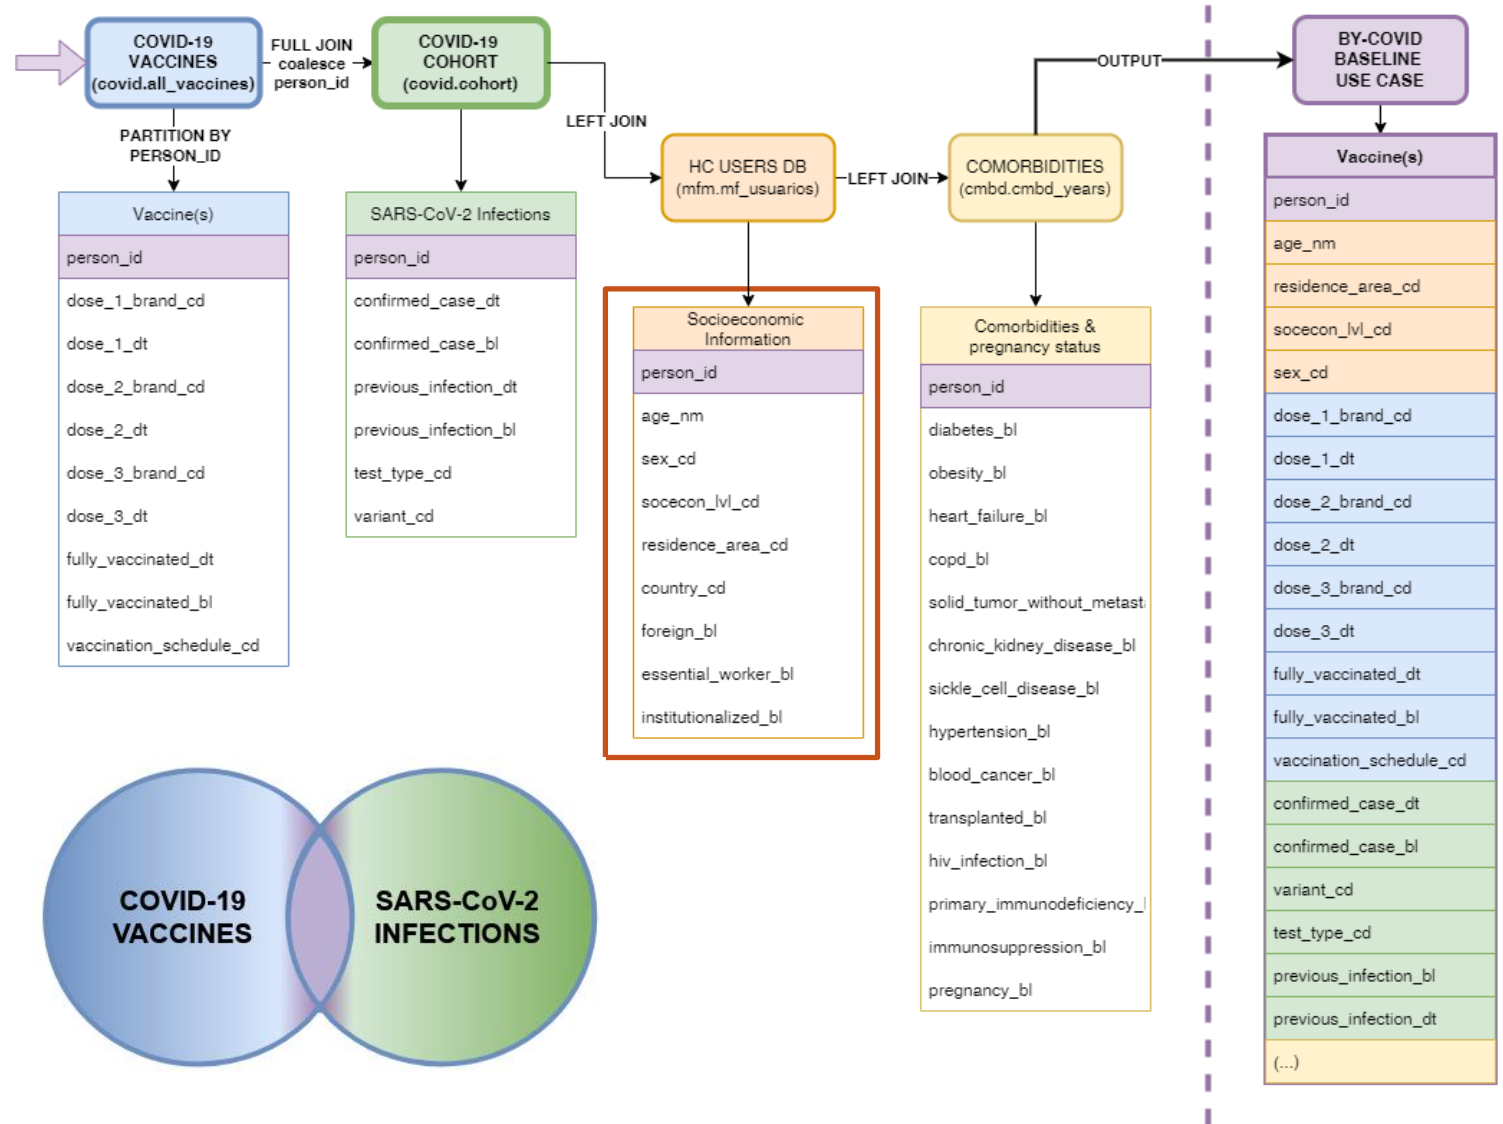 COVID-19
VACCINES
(covid.all_vaccines)
FULL JOIN
coalesce
person_id
COVID-19
COHORT
(covid.cohort)
LEFT JOIN
HC USERS DB
(mfm.mf_usuarios)
LEFT JOIN
COMORBIDITIES
(cmbd.cmbd_years)
OUTPUT
BY-COVID
BASELINE
USE CASE
PARTITION BY
PERSON_ID
Vaccine(s)
person_id
dose_1_brand_cd
dose_1_dt
dose_2_brand_cd
dose_2_dt
dose_3_brand_cd
dose_3_dt
fully_vaccinated_dt
fully_vaccinated_bl
vaccination_schedule_cd
SARS-CoV-2 Infections
person_id
confirmed_case_dt
confirmed_case_bl
previous_infection_dt
previous_infection_bl
test_type_cd
variant_cd
Socioeconomic
Information
person_id
age_nm
sex_cd
socecon_lvl_cd
residence_area_cd
country_cd
foreign_bl
essential_worker_bl
institutionalized_bl
Comorbidities &
pregnancy status
person_id
diabetes_bl
obesity_bl
heart_failure_bl
copd_bl
solid_tumor_without_metast
chronic_kidney_disease_bl
sickle_cell_disease_bl
hypertension_bl
blood_cancer_bl
transplanted_bl
hiv_infection_bl
primary_immunodeficiency_
immunosuppression_bl
pregnancy_bl
Vaccine(s)
person_id
age_nm
residence_area_cd
socecon_lvl_cd
sex_cd
dose_1_brand_cd
dose_1_dt
dose_2_brand_cd
dose_2_dt
dose_3_brand_cd
dose_3_dt
fully_vaccinated_dt
fully_vaccinated_bl
vaccination_schedule_cd
confirmed_case_dt
confirmed_case_bl
variant_cd
test_type_cd
previous_infection_bl
previous_infection_dt
(...)
COVID-19
VACCINES
SARS-CoV-2
INFECTIONS